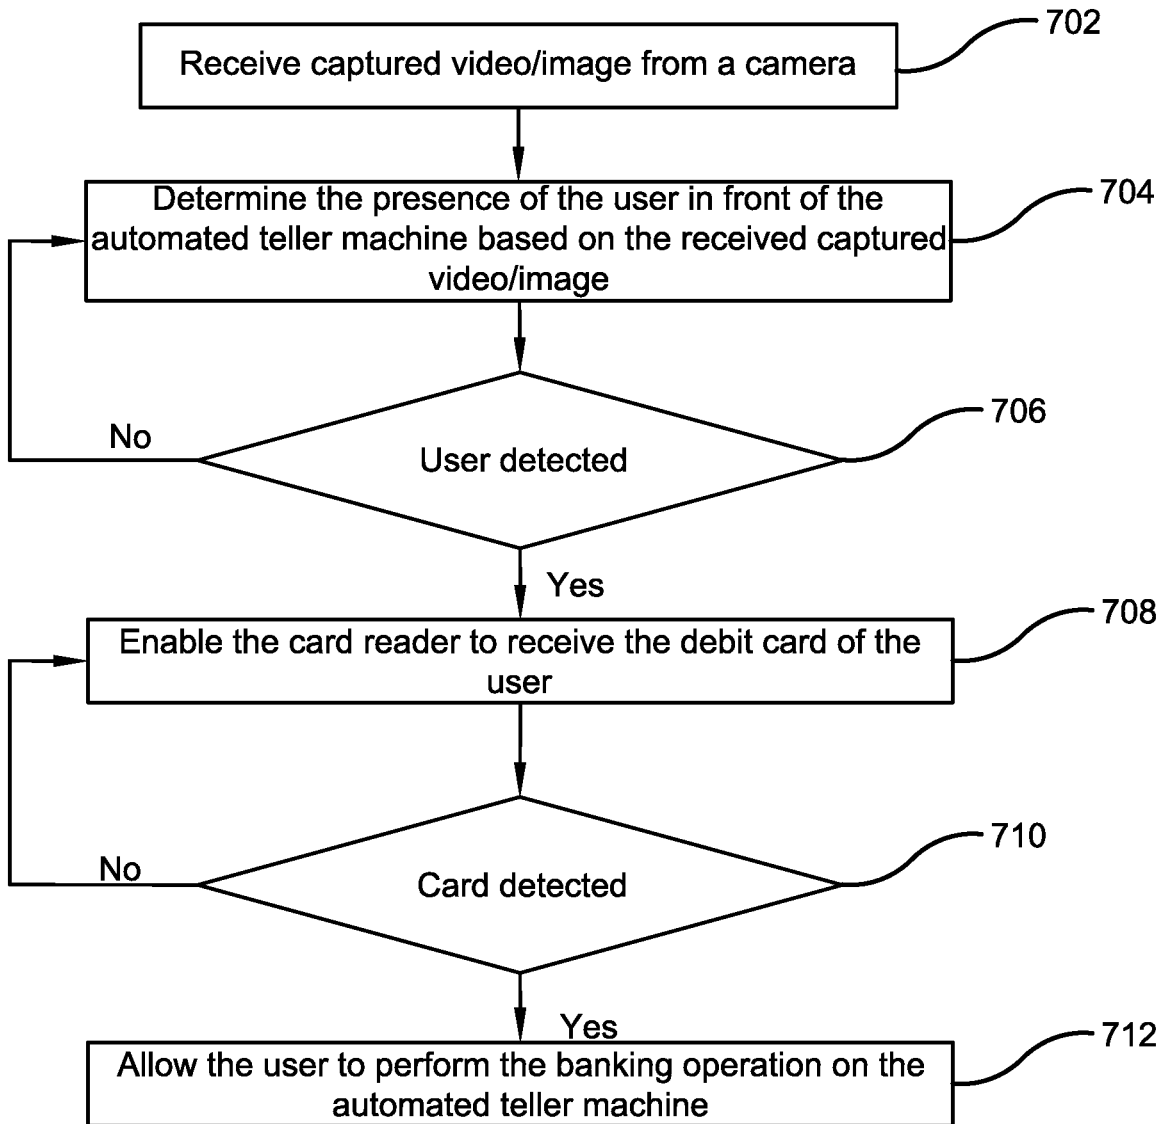 702
Receive captured video/image from a camera
704
Determine the presence of the user in front of the
automated teller machine based on the received captured
video/image
706
No
User detected
Yes
708
Enable the card reader to receive the debit card of the
user
710
No
Card detected
Yes
712
Allow the user to perform the banking operation on the
automated teller machine